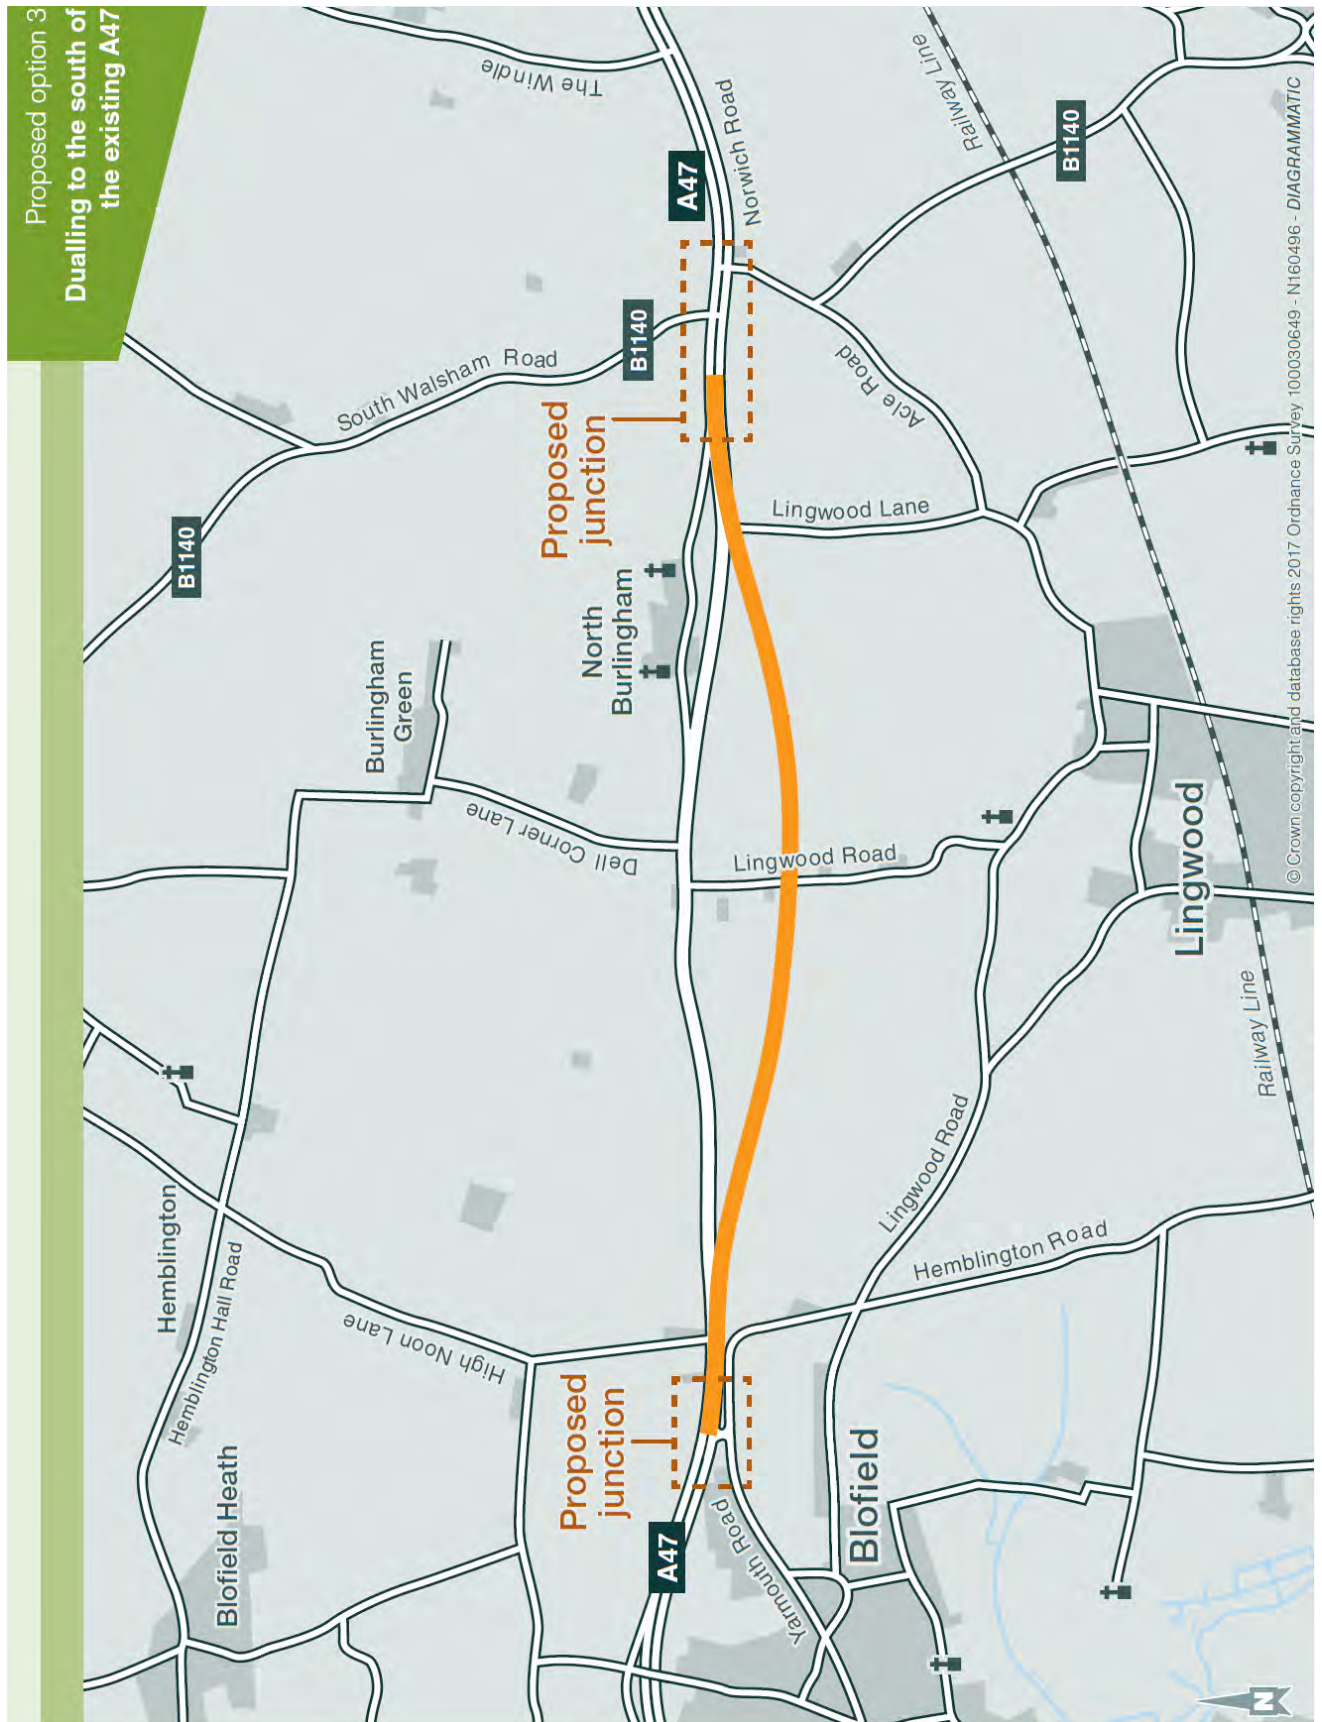 Proposed option 3
Dualling to the south of
the existing A47
The Windle
Norwich Road
Railway Line
A47
B1140
B1140
South Walsham Road
Acle Road
Proposed
junction
B1140
Lingwood Lane
North
Burlingham
Burlingham
Green
Dell Corner Lane
Lingwood Road
Lingwood
Railway Line
Hemblington
Hemblington Hall Road
High Noon Lane
Lingwood Road
Hemblington Road
Proposed
junction
Blofield Heath
A47
Yarmouth Road
Blofield
N
© Crown copyright and database rights 2017 Ordnance Survey 100030649 - N160496 - DIAGRAMMATIC